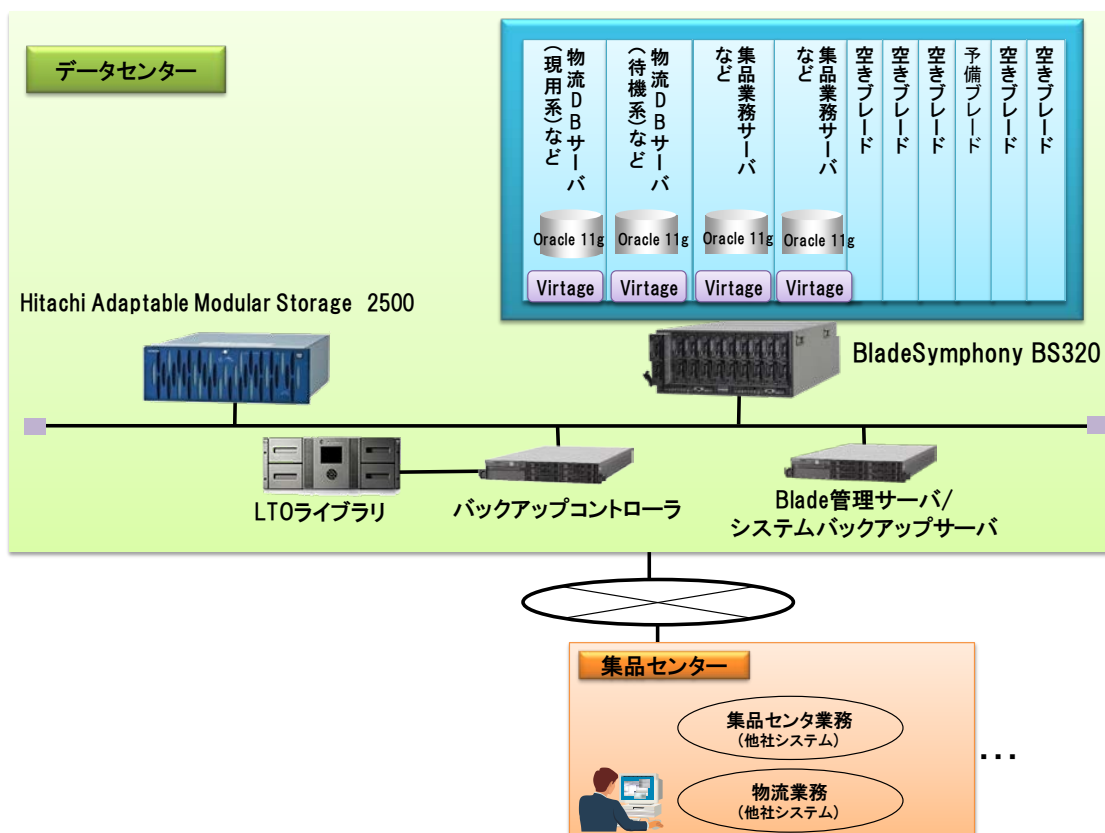 データセンター
物流DBサーバ
（現用系）など
物流DBサーバ
（待機系）など
集品業務サーバ
など
集品業務サーバ
など
空きブレード
空きブレード
空きブレード
予備ブレード
空きブレード
空きブレード
Oracle 11g
Oracle 11g
Oracle 11g
Oracle 11g
Virtage
Virtage
Virtage
Virtage
Hitachi Adaptable Modular Storage 2500
BladeSymphony BS320
LTOライブラリ
バックアップコントローラ
Blade管理サーバ/
システムバックアップサーバ
集品センター
集品センタ業務
（他社システム）
...
物流業務
（他社システム）